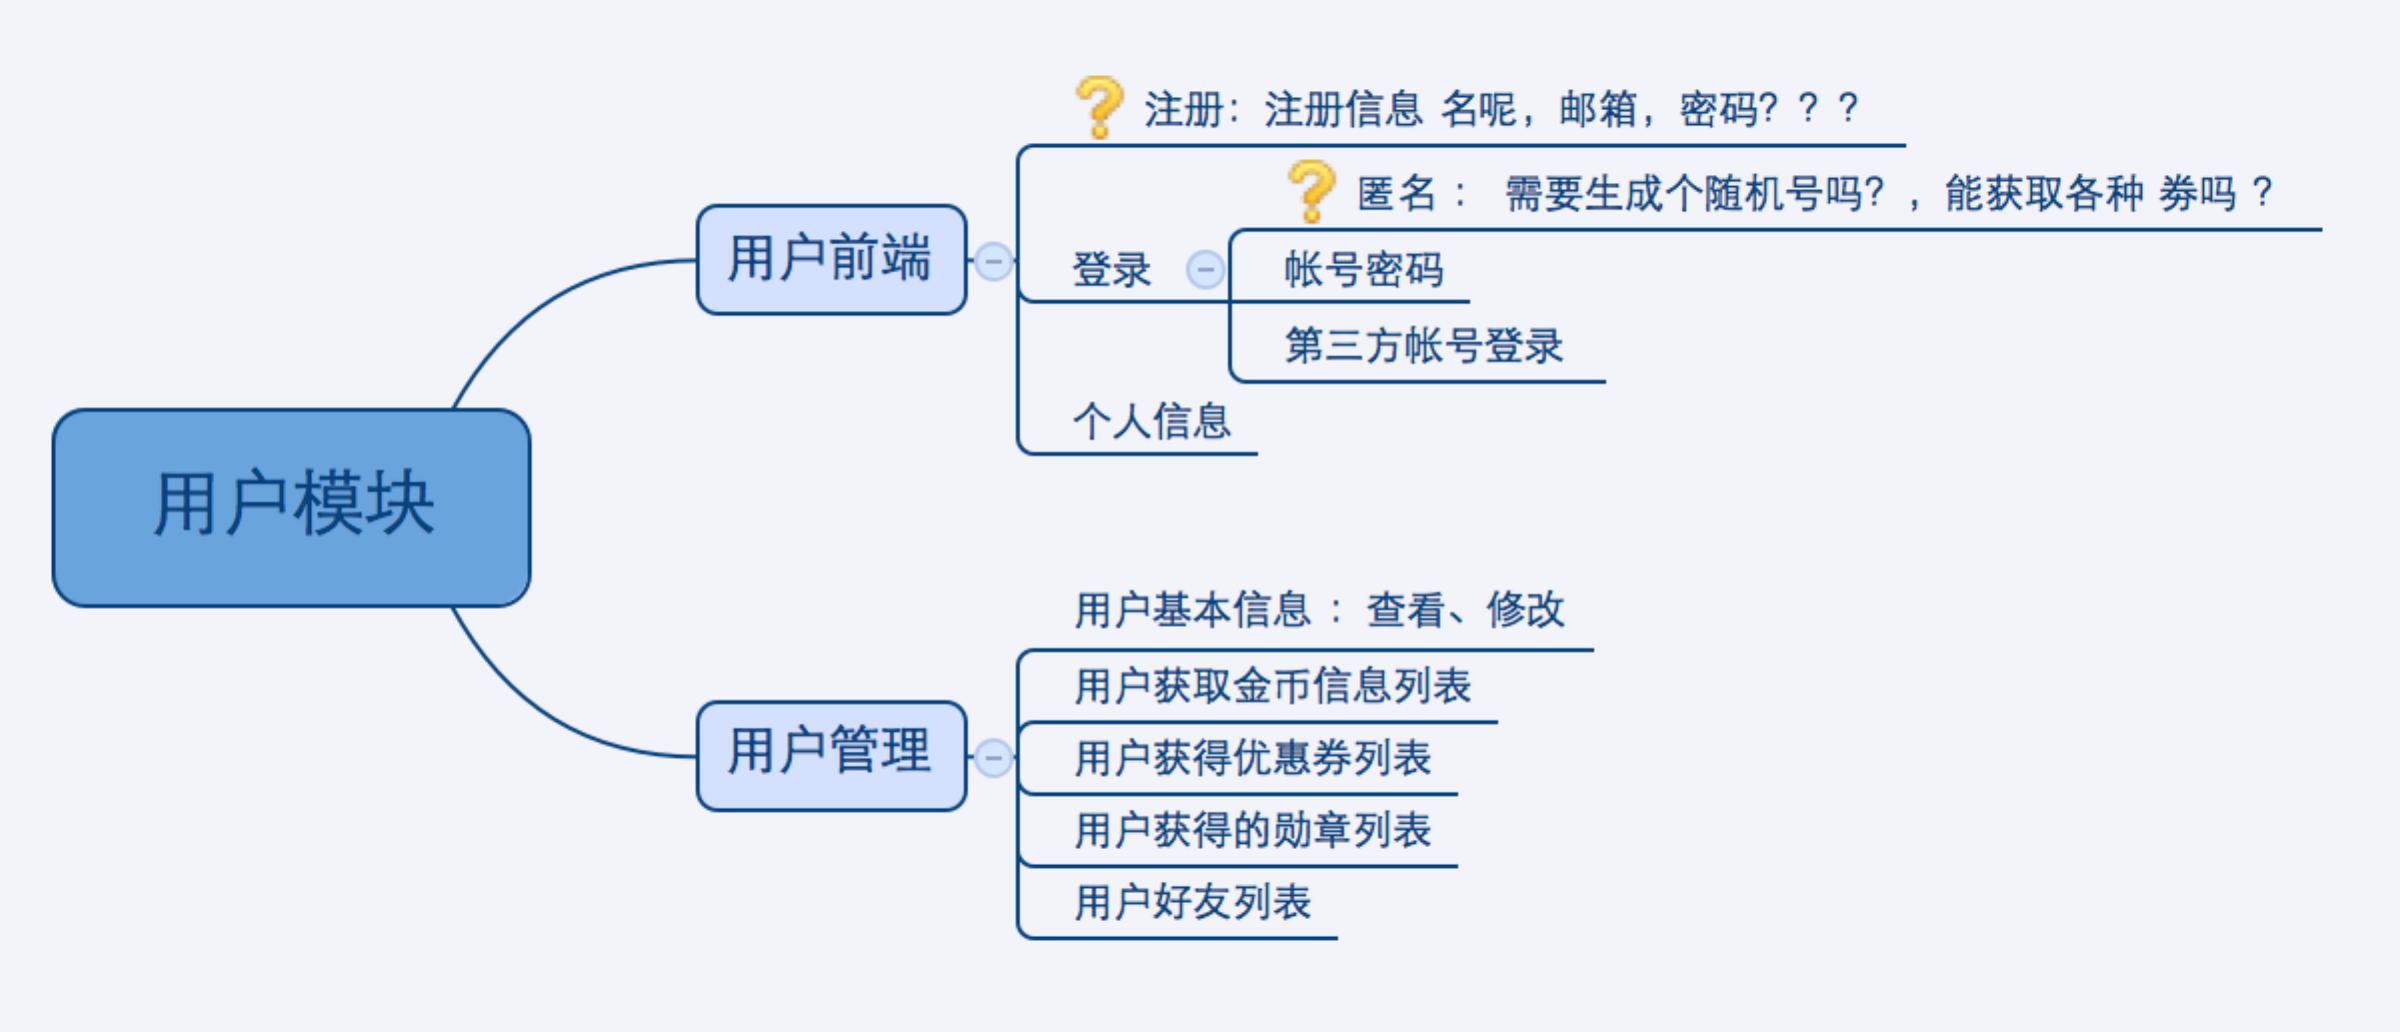 用户模块
用户前端
注册：注册信息 名呢，邮箱，密码？？？
登录
匿名： 需要生成个随机号吗？，能获取各种 券吗？
帐号密码
第三方帐号登录
个人信息
用户管理
用户基本信息：查看、修改
用户获取金币信息列表
用户获得优惠券列表
用户获得的勋章列表
用户好友列表